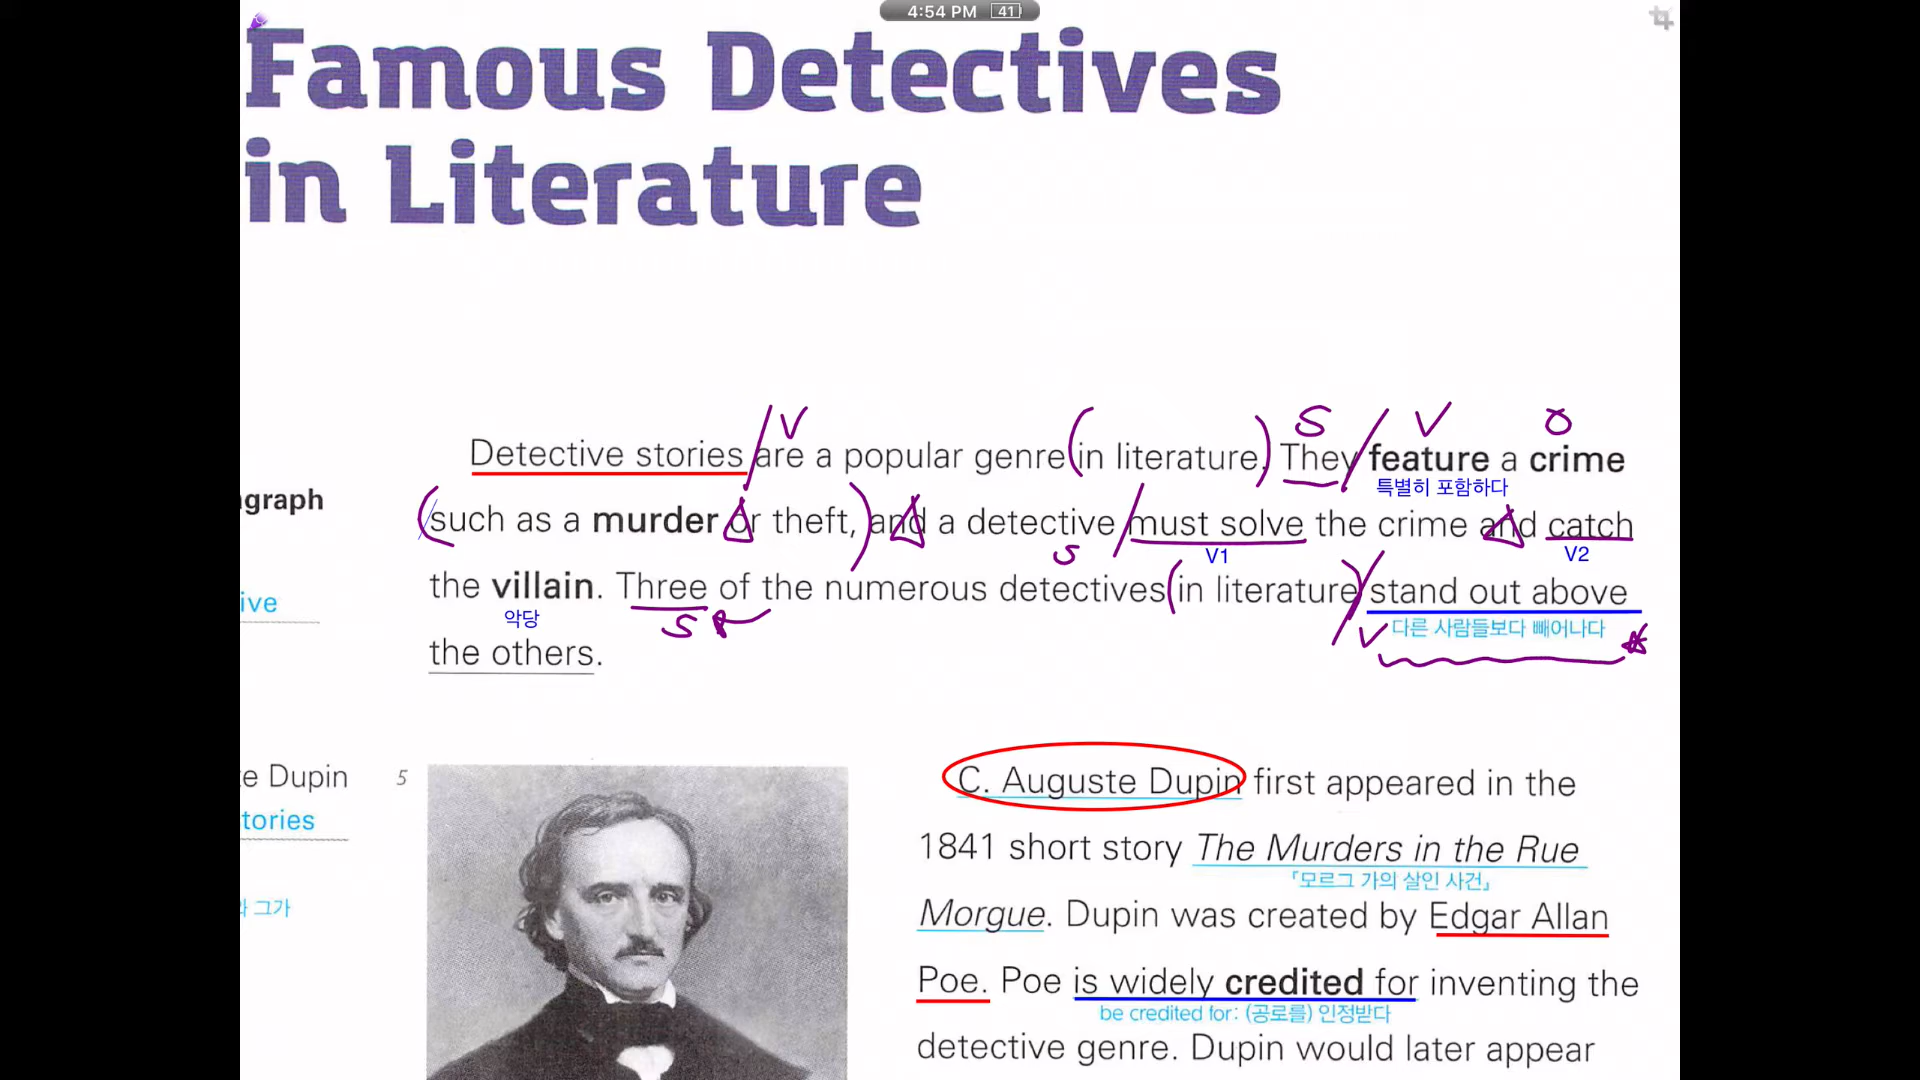 4:54 PM 41
Famous Detectives
in Literature
V S V O
Detective stories are a popular genre in literature. They feature a crime
특별히 포함하다
such as a murder or theft, and a detective must solve the crime and catch
S V1 V2
the villain. Three of the numerous detectives in literature stand out above
악당 S V 다른 사람들보다 빼어나다
the others.
agraph
ive
e Dupin
tories
그가
5
C. Auguste Dupin first appeared in the
1841 short story The Murders in the Rue
『모르그 가의 살인 사건』
Morgue. Dupin was created by Edgar Allan
Poe. Poe is widely credited for inventing the
be credited for: (공로를) 인정받다
detective genre. Dupin would later appear